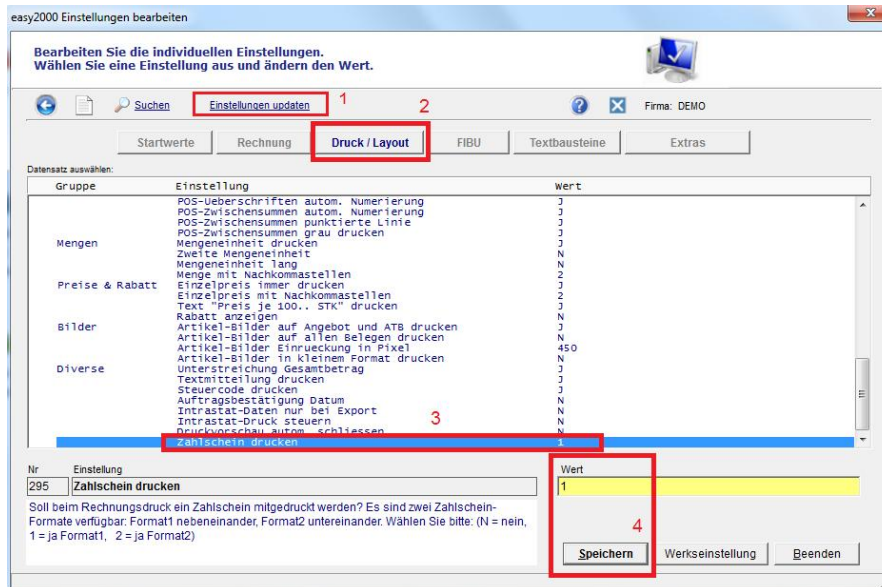 easy2000 Einstellungen bearbeiten
Bearbeiten Sie die individuellen Einstellungen.
Wählen Sie eine Einstellung aus und ändern den Wert.
Suchen Einstellungen updaten 1 2 Firma: DEMO
Startwerte Rechnung Druck / Layout FIBU Textbausteine Extras
Datensatz auswählen:
Gruppe Einstellung Wert
POS-Ueberschriften autom. Numerierung J
POS-Zwischensummen autom. Numerierung J
POS-Zwischensummen punktierte Linie J
POS-Zwischensummen grau drucken J
Mengen Mengeneinheit drucken J
Zweite Mengeneinheit N
Mengeneinheit lang N
Menge mit Nachkommastellen 2
Preise & Rabatt Einzelpreis immer drucken J
Einzelpreis mit Nachkommastellen 2
Text "Preis je 100.. STK" drucken J
Rabatt anzeigen N
Bilder Artikel-Bilder auf Angebot und ATB drucken J
Artikel-Bilder auf allen Belegen drucken N
Artikel-Bilder Einrueckung in Pixel 450
Artikel-Bilder in kleinem Format drucken N
Diverse Unterstreichung Gesamtbetrag J
Textmitteilung drucken J
Steuercode drucken J
Auftragsbestätigung Datum N
Intrastat-Daten nur bei Export N
Intrastat-Druck steuern N
3
Druckvorschau autom. schliessen N
Zahlschein drucken 1
Nr Einstellung Wert
295 Zahlschein drucken 1
Soll beim Rechnungsdruck ein Zahlschein mitgedruckt werden? Es sind zwei Zahlschein-
Formate verfügbar: Format1 nebeneinander, Format2 untereinander. Wählen Sie bitte: (N = nein,
1 = ja Format1, 2 = ja Format2)
4
Speichern Werkseinstellung Beenden